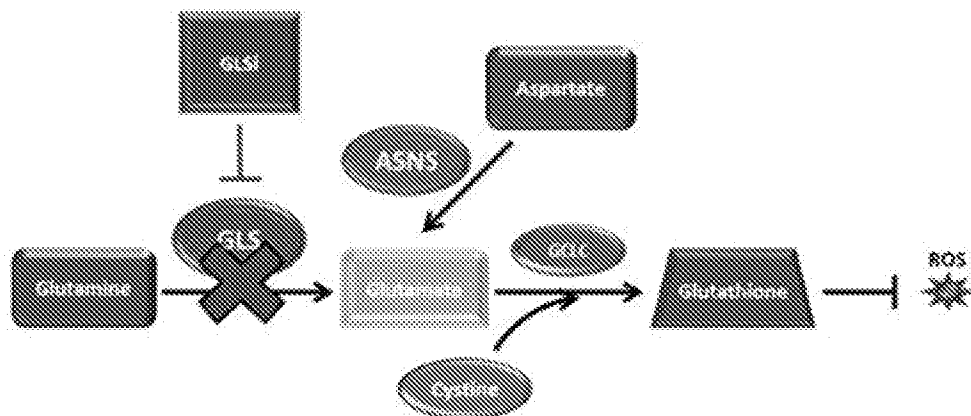 GLSi
Aspartate
ASNS
GLS
GCLC
ROS
Glutamine
Glutamate
Glutathione
Cystine